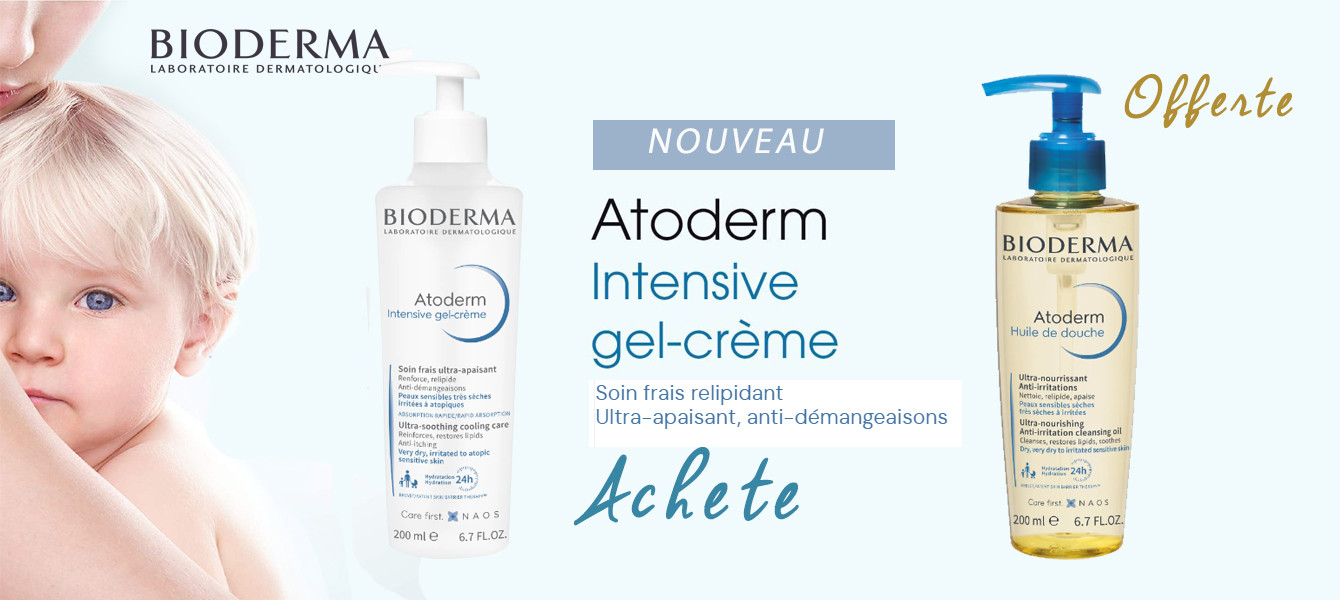 BIODERMA
LABORATOIRE DERMATOLOGIQU
BIODERMA
LABORATOIRE DERMATOLOGIQUE
Atoderm
Intensive gel-crème
Soin frais ultra-apaisant
Renforce, relipide
Anti-démangeaisons
Peaux sensibles très sèches
irritées à atopiques
ABSORPTION RAPIDE/RAPID ABSORPTION
Ultra-soothing cooling care
Reinforces, restores lipids
Anti-itching
Very dry, irritated to atopic
sensitive skin
Hydratation
Hydration
24h
Care first.
NAOS
200 ml e 6.7 FL.OZ.
NOUVEAU
Atoderm
Intensive
gel-crème
Soin frais relipidant
Ultra-apaisant, anti-démangeaisons
Achete
Offerte
BIODERMA
LABORATOIRE DERMATOLOGIQUE
Atoderm
Huile de douche
Ultra-nourrissant
Anti-irritations
Nettoie, relipide, apaise
Peaux sensibles sèches
très sèches à irritées
Ultra-nourishing
Anti-irritation cleansing oil
Cleanses, restores lipids, soothes
Dry, very dry to irritated sensitive skin
Hydratation
Hydration
24h
Care first.
NAOS
200 ml e 6.7 FL.OZ.